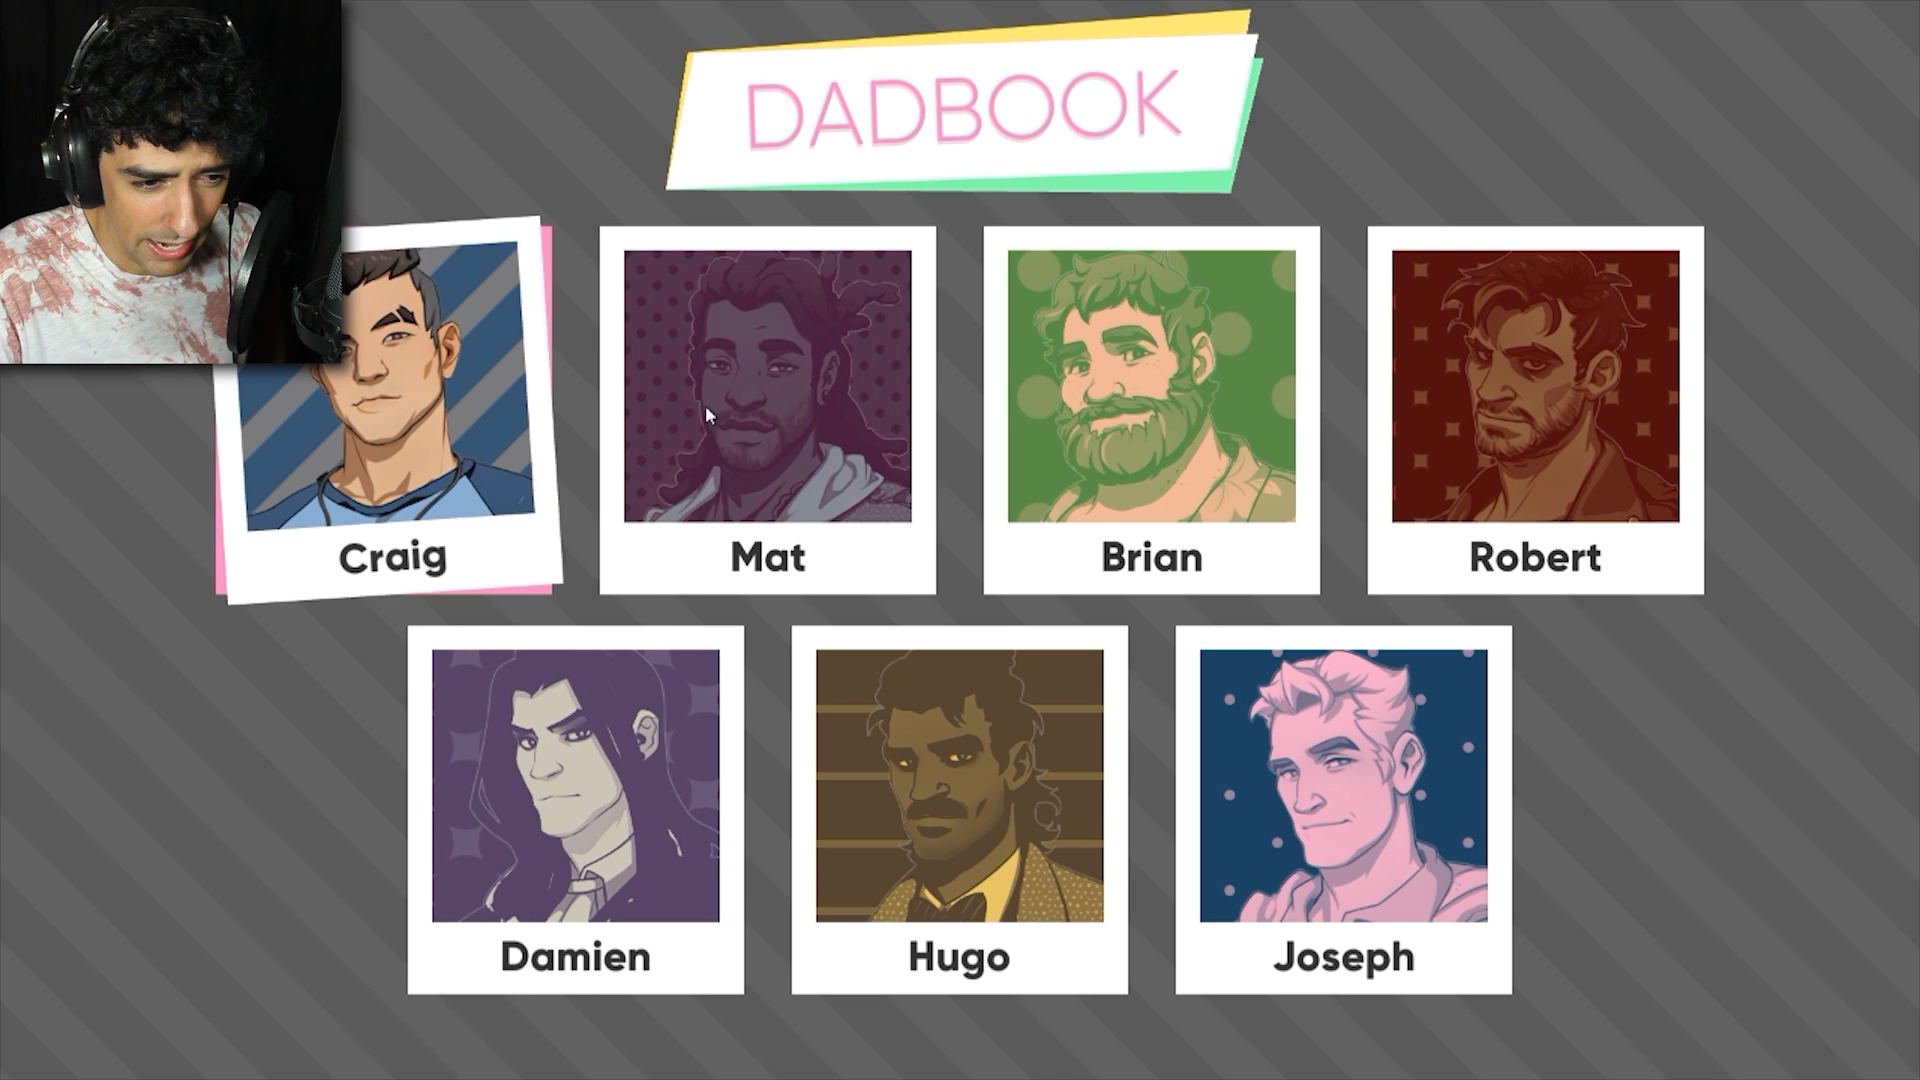 DADBOOK
Craig
Mat
Brian
Robert
Damien
Hugo
Joseph